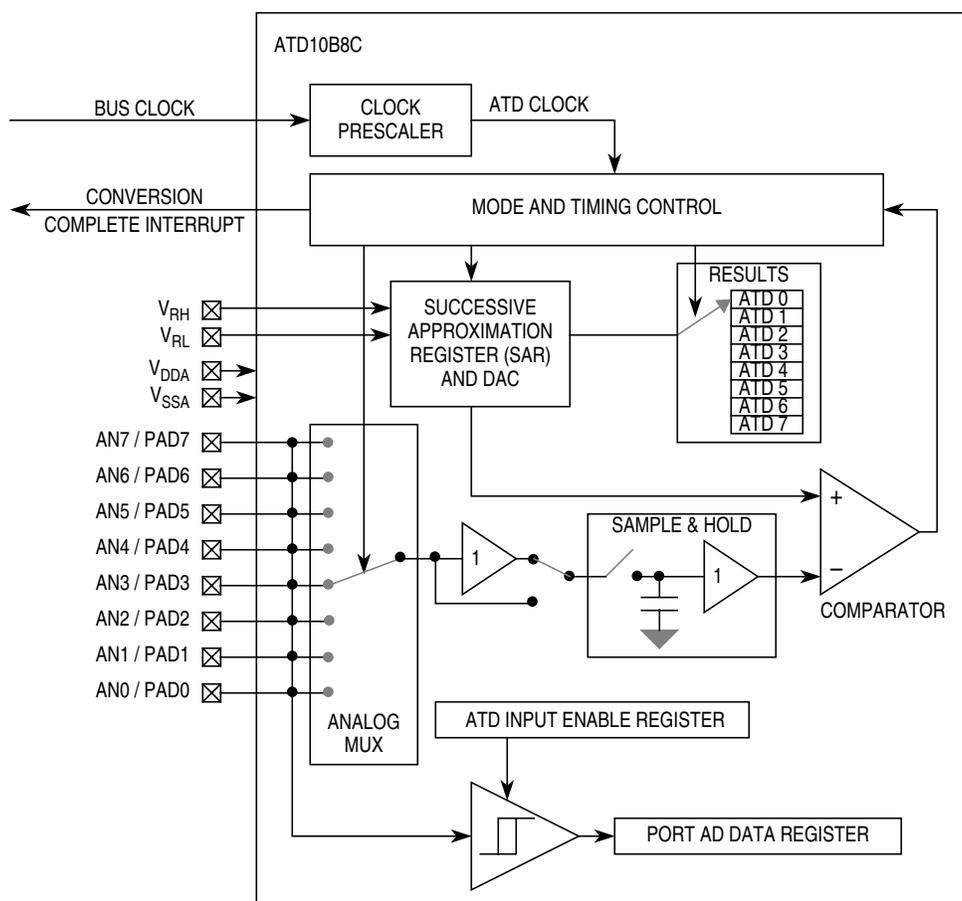 ATD10B8C
BUS CLOCK
CLOCK
PRESCALER
ATD CLOCK
CONVERSION
COMPLETE INTERRUPT
MODE AND TIMING CONTROL
RESULTS
ATD 0
ATD 1
ATD 2
ATD 3
ATD 4
ATD 5
ATD 6
ATD 7
SUCCESSIVE
APPROXIMATION
REGISTER (SAR)
AND DAC
VRH
VRL
VDDA
VSSA
AN7 / PAD7
AN6 / PAD6
AN5 / PAD5
AN4 / PAD4
AN3 / PAD3
AN2 / PAD2
AN1 / PAD1
AN0 / PAD0
ANALOG
MUX
1
SAMPLE & HOLD
1
+
–
COMPARATOR
ATD INPUT ENABLE REGISTER
PORT AD DATA REGISTER